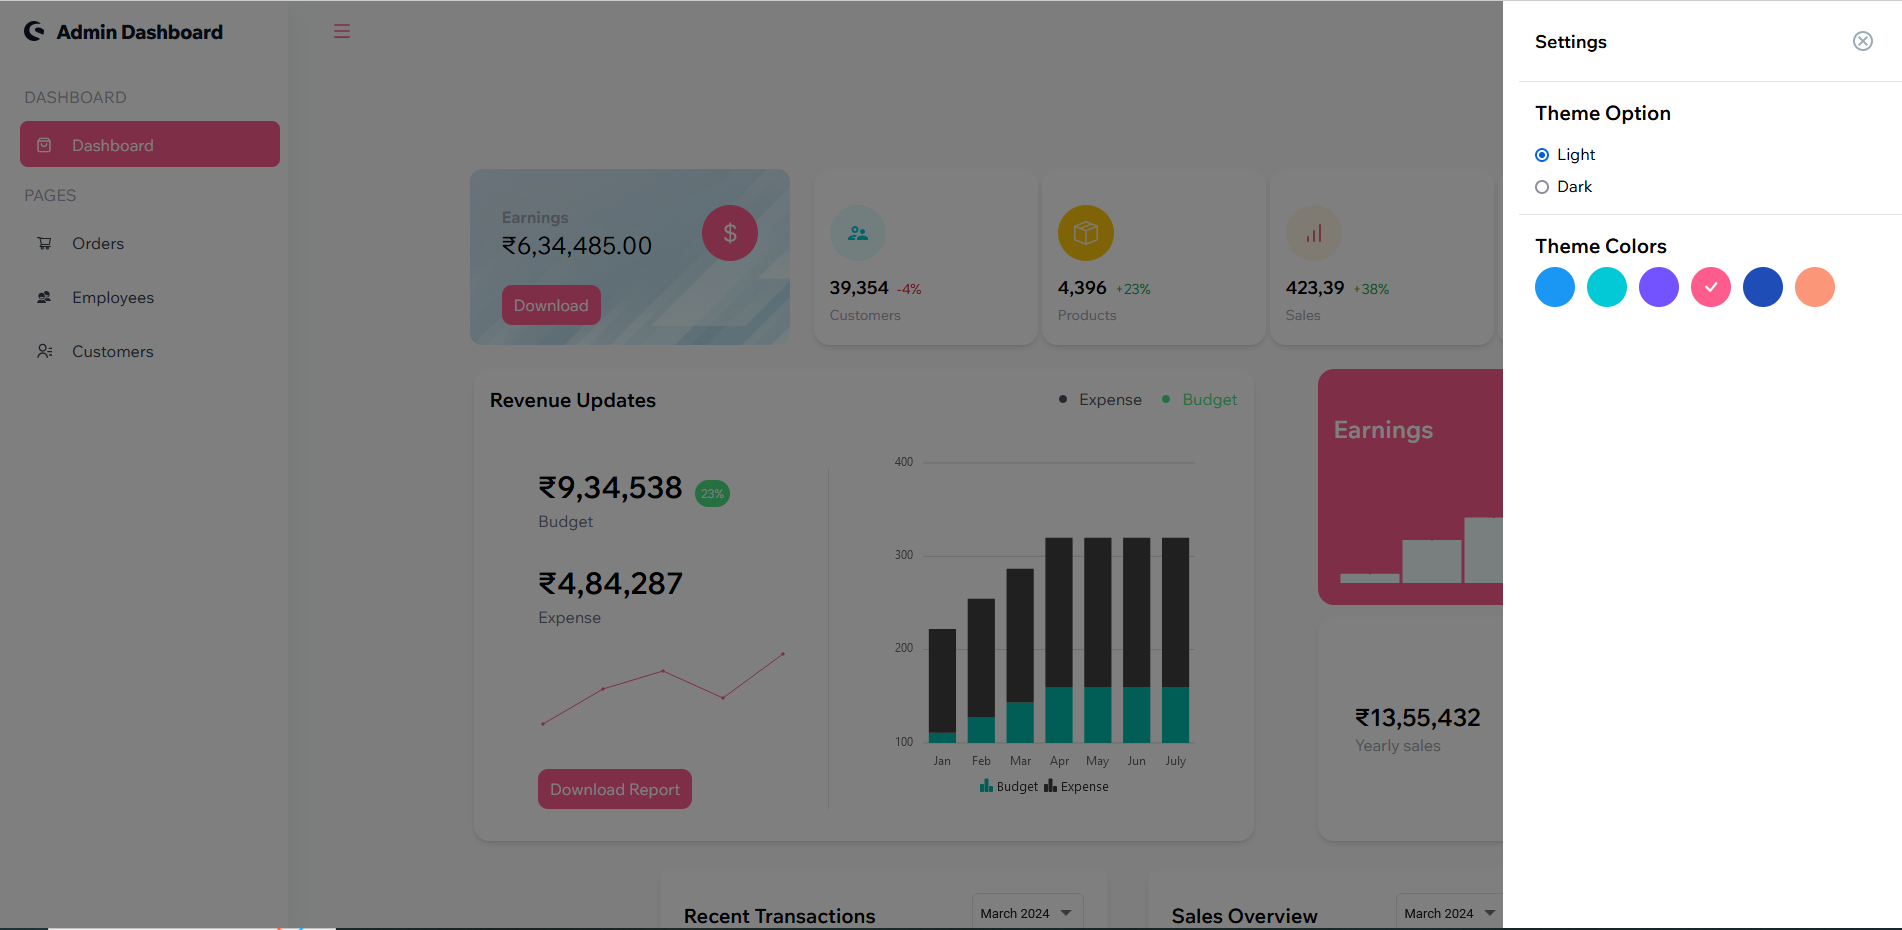 Admin Dashboard
DASHBOARD
Dashboard
PAGES
Orders
Employees
Customers
Earnings
₹6,34,485.00
$
Download
39,354 -4%
Customers
4,396 +23%
Products
423,39 +38%
Sales
Revenue Updates
Expense
Budget
₹9,34,538 23%
Budget
₹4,84,287
Expense
Download Report
400
300
200
100
Jan Feb Mar Apr May Jun July
Budget Expense
Earnings
₹13,55,432
Yearly sales
Recent Transactions
March 2024
Sales Overview
March 2024
Settings
Theme Option
Light
Dark
Theme Colors